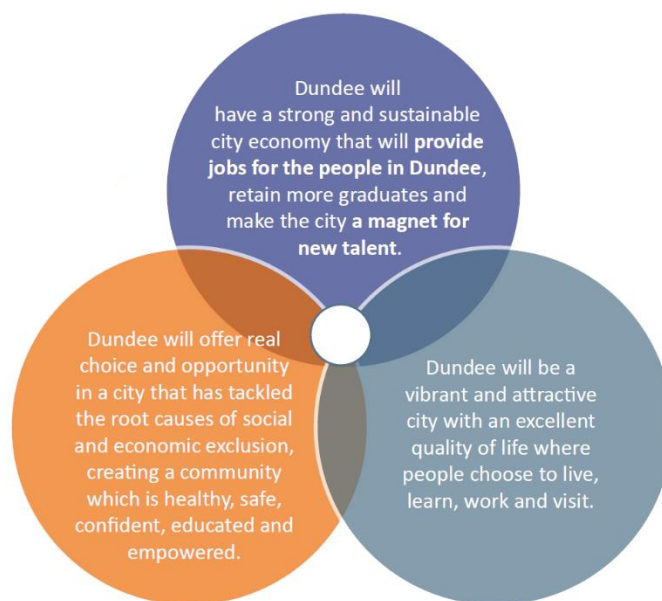 Dundee will
have a strong and sustainable
city economy that will provide
jobs for the people in Dundee,
retain more graduates and
make the city a magnet for
new talent.
Dundee will offer real
choice and opportunity
in a city that has tackled
the root causes of social
and economic exclusion,
creating a community
which is healthy, safe,
confident, educated and
empowered.
Dundee will be a
vibrant and attractive
city with an excellent
quality of life where
people choose to live,
learn, work and visit.